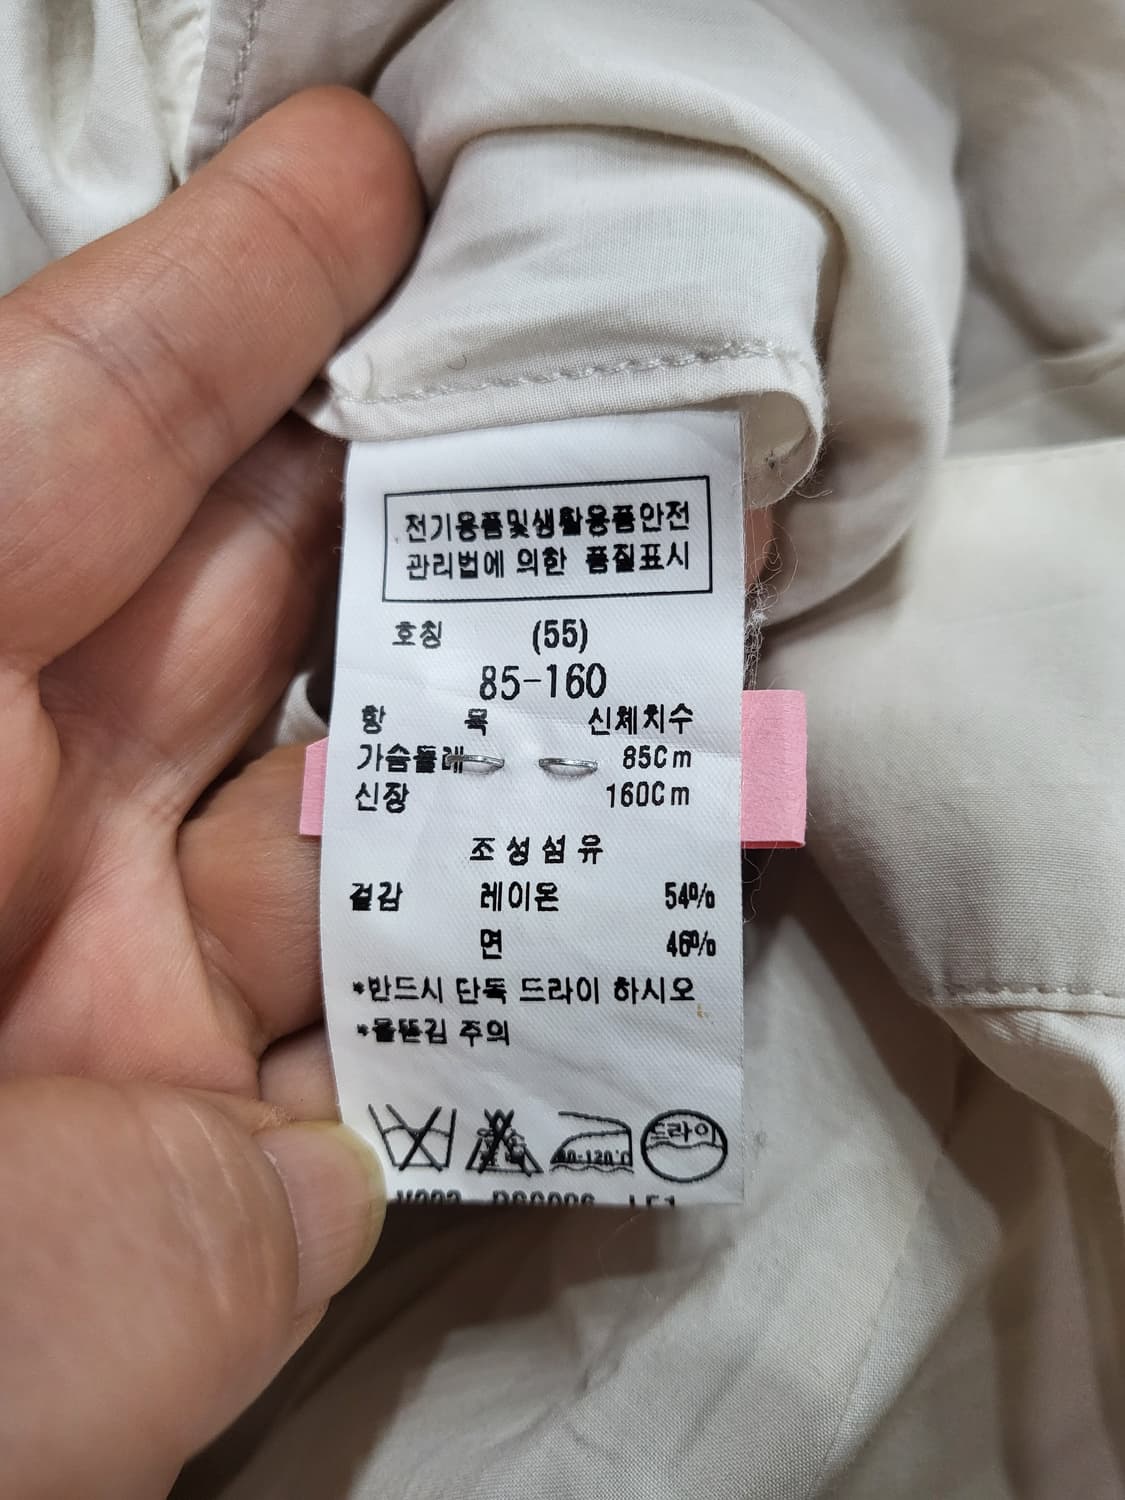 전기용품및생활용품안전
관리법에 의한 품질표시
호칭 (55)
85-160
항 목 신체치수
가슴둘레 85Cm
신장 160Cm
조성섬유
겉감 레이온 54%
면 46%
*반드시 단독 드라이 하시오
*물뜯김 주의
80-120℃ 드라이